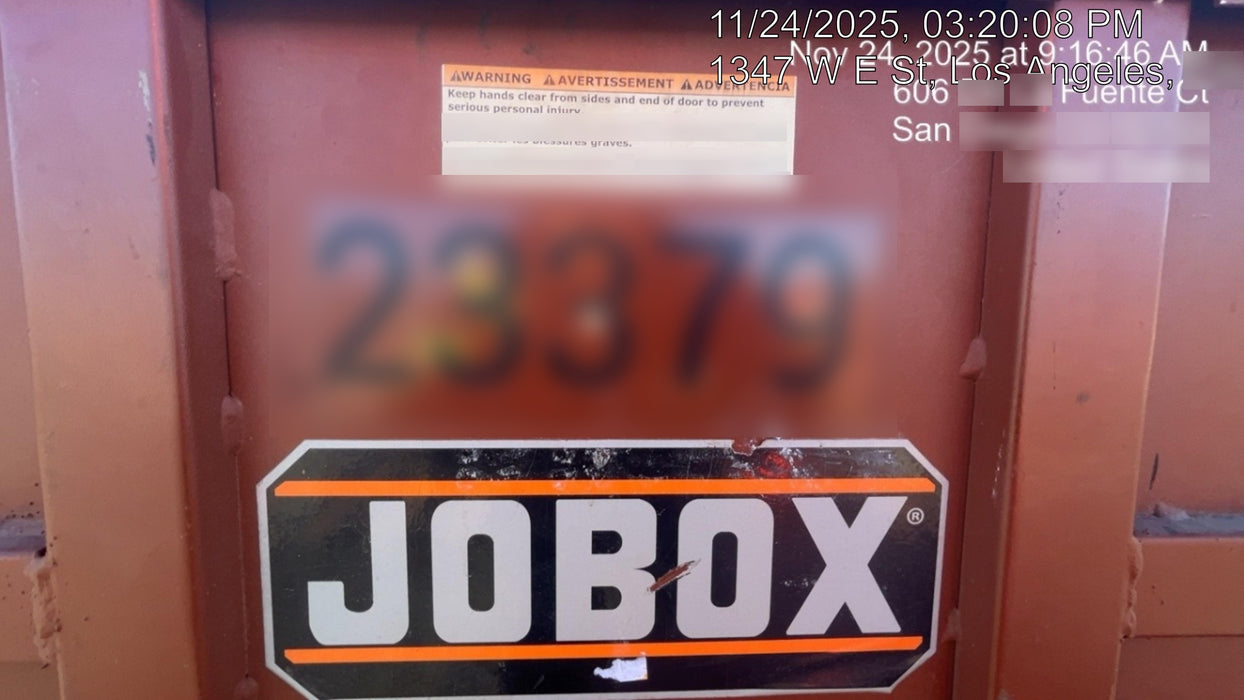 11/24/2025, 03:20:08 PM
Nov 24, 2025 at 9:16:46 AM
1347 W E St, Los Angeles,
606 Fuente Ct
San
⚠WARNING ⚠AVERTISSEMENT ⚠ADVERTENCIA
Keep hands clear from sides and end of door to prevent
serious personal injury.
les blessures graves.
23379
JOBOX®